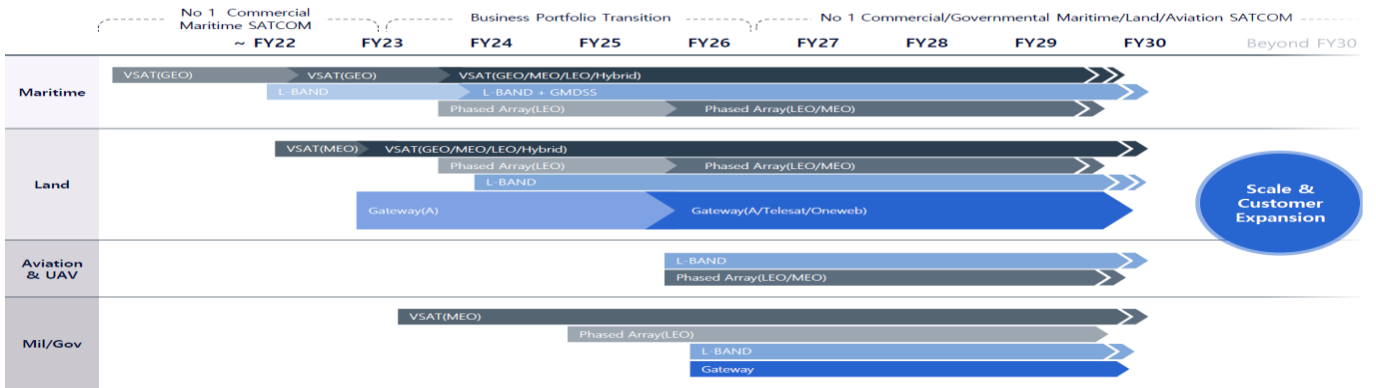 No 1 Commercial
Maritime SATCOM
Business Portfolio Transition
No 1 Commercial/Governmental Maritime/Land/Aviation SATCOM
~ FY22 FY23 FY24 FY25 FY26 FY27 FY28 FY29 FY30 Beyond FY30
Maritime
VSAT(GEO) VSAT(GEO) VSAT(GEO/MEO/LEO/Hybrid)
L-BAND L-BAND + GMDSS
Phased Array(LEO) Phased Array(LEO/MEO)
Land
VSAT(MEO) VSAT(GEO/MEO/LEO/Hybrid)
Phased Array(LEO) Phased Array(LEO/MEO)
L-BAND
Gateway(A) Gateway(A/Telesat/Oneweb)
Scale &
Customer
Expansion
Aviation
& UAV
L-BAND
Phased Array(LEO/MEO)
Mil/Gov
VSAT(MEO)
Phased Array(LEO)
L-BAND
Gateway